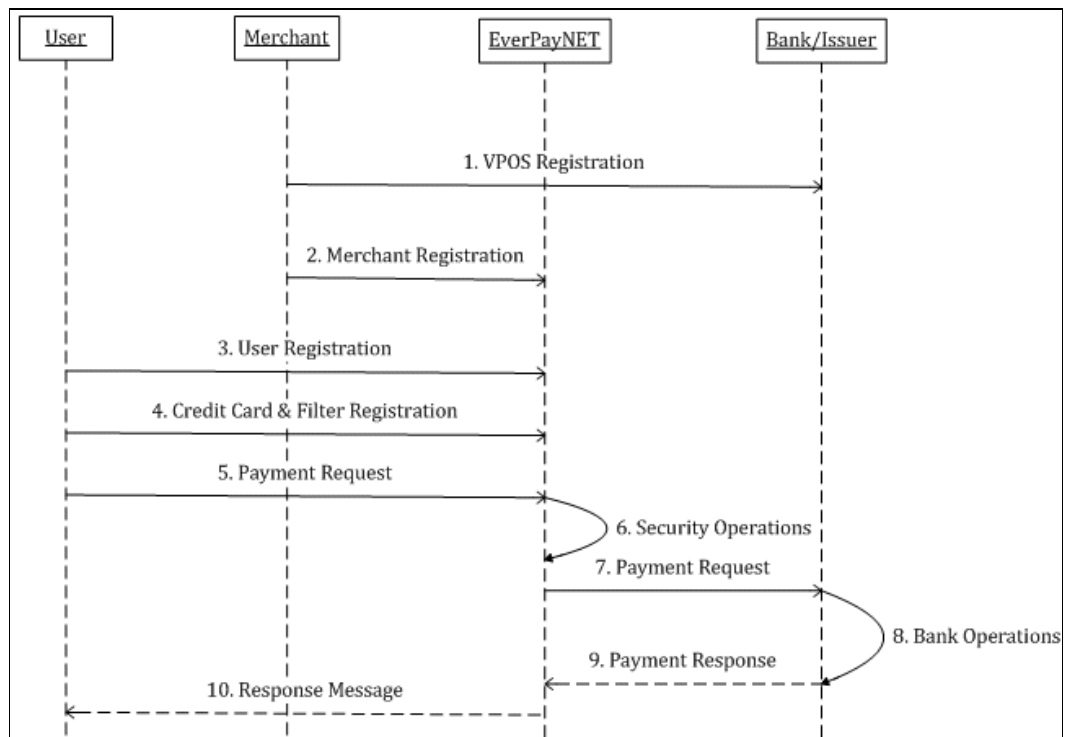 User
Merchant
EverPayNET
Bank/Issuer
1. VPOS Registration
2. Merchant Registration
3. User Registration
4. Credit Card & Filter Registration
5. Payment Request
6. Security Operations
7. Payment Request
8. Bank Operations
9. Payment Response
10. Response Message